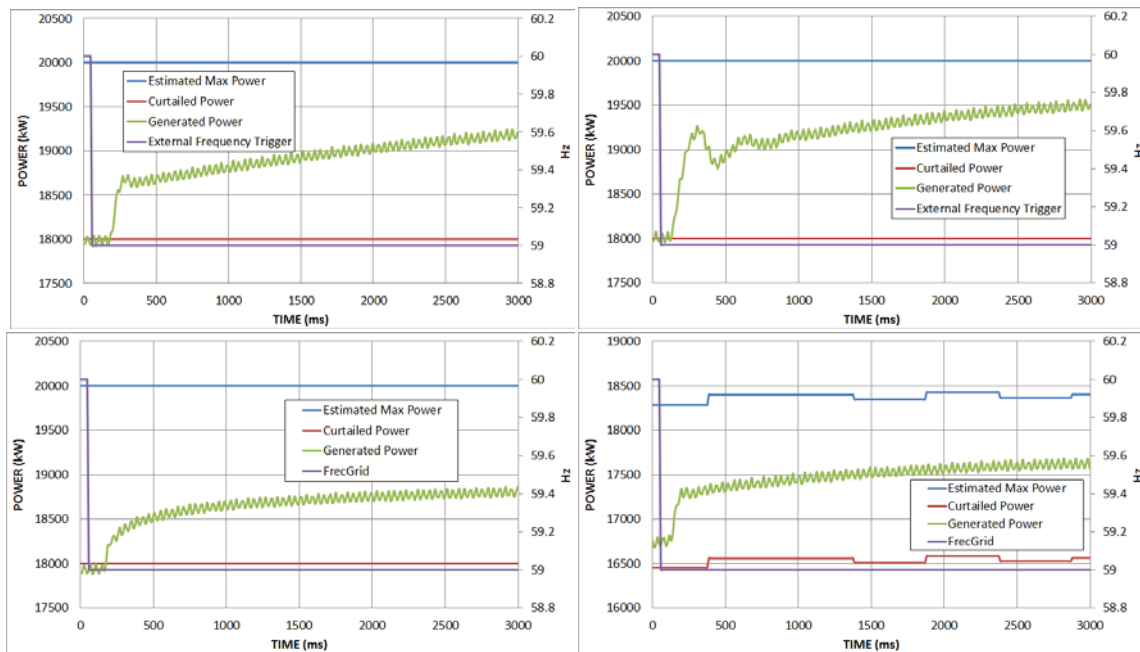 20500
20000
19500
19000
18500
18000
17500
POWER (kW)
60.2
60
59.8
59.6
59.4
59.2
59
58.8
Hz
Estimated Max Power
Curtailed Power
Generated Power
External Frequency Trigger
0 500 1000 1500 2000 2500 3000
TIME (ms)
20500
20000
19500
19000
18500
18000
17500
POWER (kW)
60.2
60
59.8
59.6
59.4
59.2
59
58.8
Hz
Estimated Max Power
Curtailed Power
Generated Power
External Frequency Trigger
0 500 1000 1500 2000 2500 3000
TIME (ms)
20500
20000
19500
19000
18500
18000
17500
POWER (kW)
60.2
60
59.8
59.6
59.4
59.2
59
58.8
Hz
Estimated Max Power
Curtailed Power
Generated Power
FrecGrid
0 500 1000 1500 2000 2500 3000
TIME (ms)
19000
18500
18000
17500
17000
16500
16000
POWER (kW)
60.2
60
59.8
59.6
59.4
59.2
59
58.8
Hz
Estimated Max Power
Curtailed Power
Generated Power
FrecGrid
0 500 1000 1500 2000 2500 3000
TIME (ms)